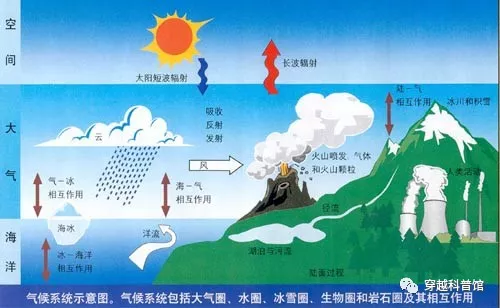 空间
太阳短波辐射
长波辐射
大气
云
吸收
反射
发射
陆—气
相互作用
冰川和积雪
风
火山喷发，气体
和火山颗粒
人类活动
气—冰
相互作用
海—气
相互作用
径流
海冰
洋流
海洋
冰—海洋
相互作用
湖泊与河流
陆面过程
穿越科普馆
气候系统示意图。气候系统包括大气圈、水圈、冰雪圈、生物圈和岩石圈及其相互作用